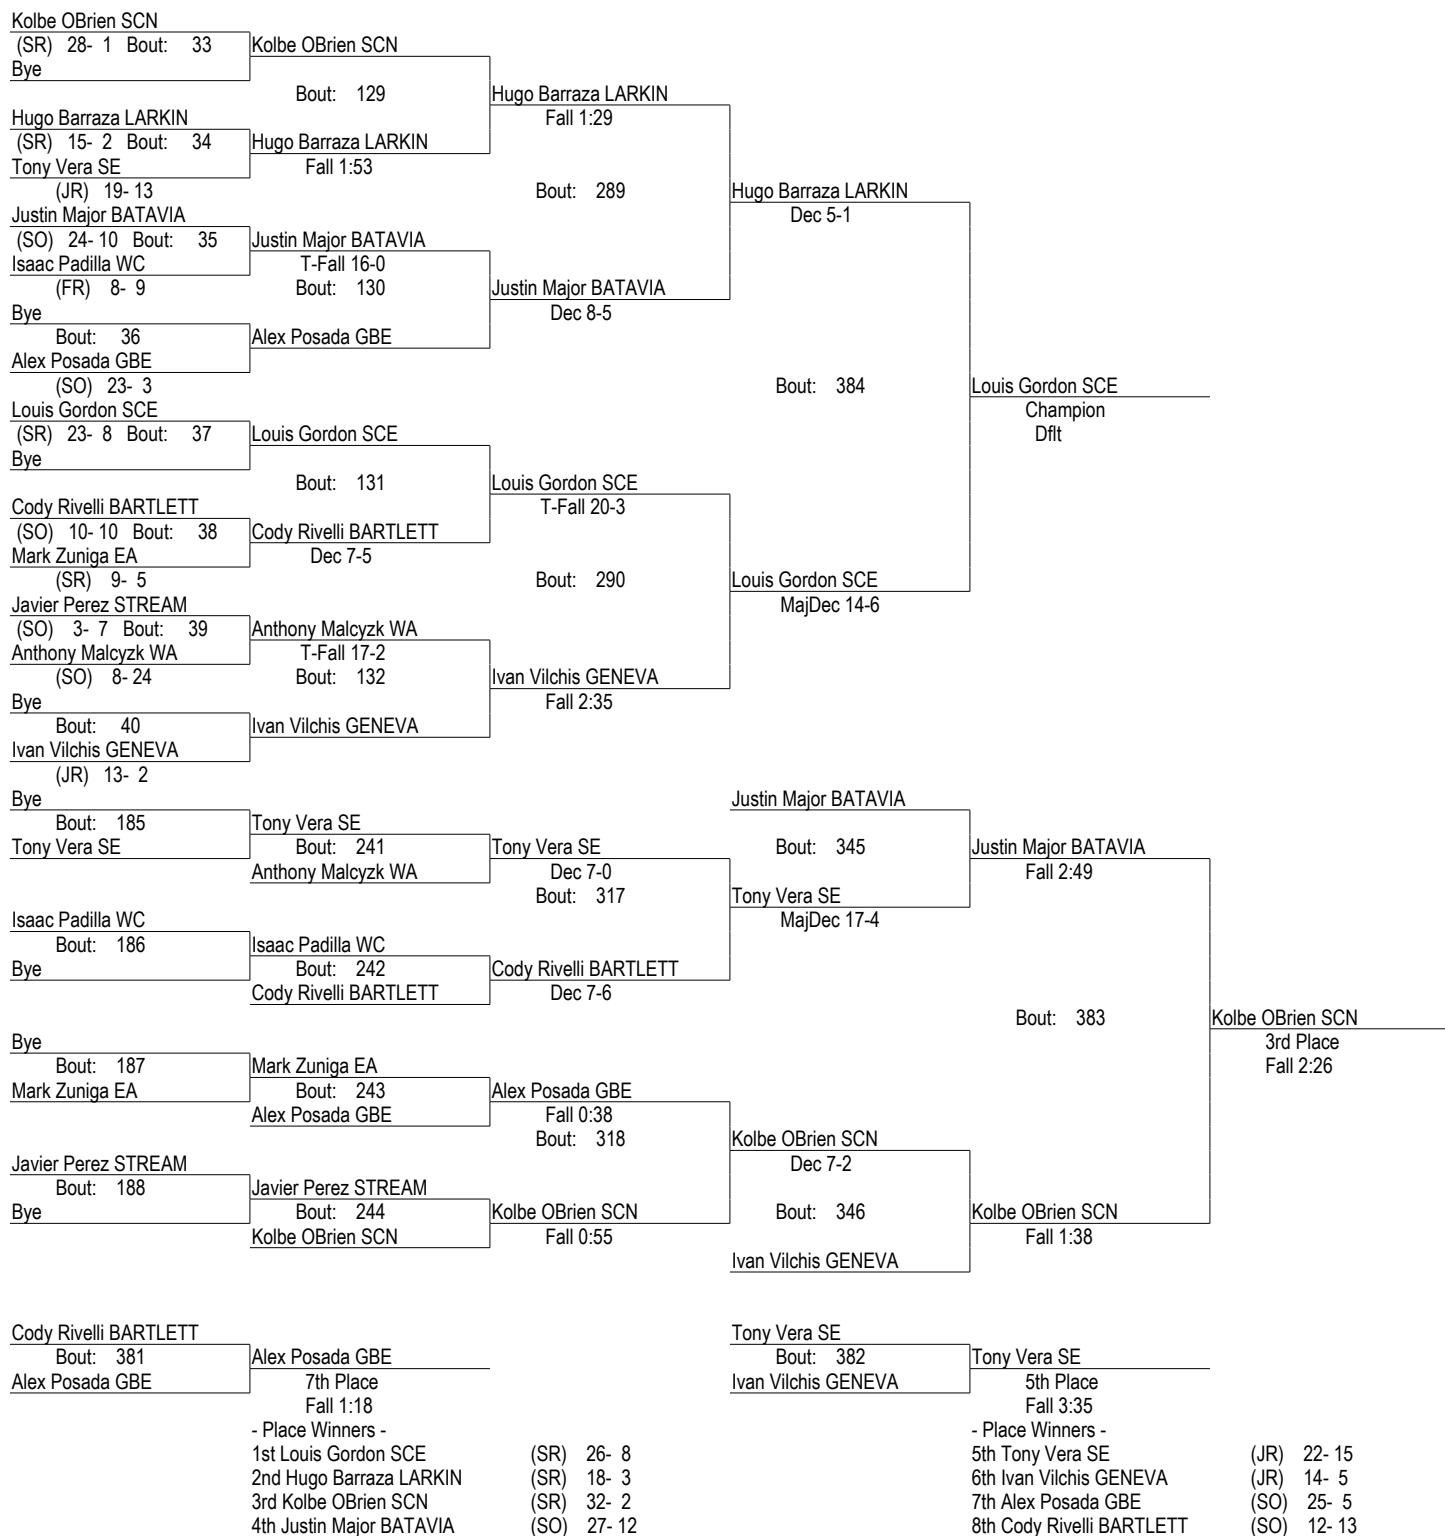 Kolbe OBrien SCN
(SR) 28- 1 Bout: 33 Kolbe OBrien SCN
Bye
Bout: 129 Hugo Barraza LARKIN
Hugo Barraza LARKIN Fall 1:29
(SR) 15- 2 Bout: 34 Hugo Barraza LARKIN
Tony Vera SE Fall 1:53
(JR) 19- 13 Bout: 289 Hugo Barraza LARKIN
Justin Major BATAVIA Dec 5-1
(SO) 24- 10 Bout: 35 Justin Major BATAVIA
Isaac Padilla WC T-Fall 16-0
(FR) 8- 9 Bout: 130 Justin Major BATAVIA
Bye Dec 8-5
Bout: 36 Alex Posada GBE
Alex Posada GBE
(SO) 23- 3 Bout: 384 Louis Gordon SCE
Louis Gordon SCE Champion
(SR) 23- 8 Bout: 37 Louis Gordon SCE Dflt
Bye
Bout: 131 Louis Gordon SCE
Cody Rivelli BARTLETT T-Fall 20-3
(SO) 10- 10 Bout: 38 Cody Rivelli BARTLETT
Mark Zuniga EA Dec 7-5
(SR) 9- 5 Bout: 290 Louis Gordon SCE
Javier Perez STREAM MajDec 14-6
(SO) 3- 7 Bout: 39 Anthony Malcyzk WA
Anthony Malcyzk WA T-Fall 17-2
(SO) 8- 24 Bout: 132 Ivan Vilchis GENEVA
Bye Fall 2:35
Bout: 40 Ivan Vilchis GENEVA
Ivan Vilchis GENEVA
(JR) 13- 2
Bye Justin Major BATAVIA
Bout: 185 Tony Vera SE
Tony Vera SE Bout: 241 Tony Vera SE Bout: 345 Justin Major BATAVIA
Anthony Malcyzk WA Dec 7-0 Fall 2:49
Bout: 317 Tony Vera SE
Isaac Padilla WC MajDec 17-4
Bout: 186 Isaac Padilla WC
Bye Bout: 242 Cody Rivelli BARTLETT
Cody Rivelli BARTLETT Dec 7-6
Bout: 383 Kolbe OBrien SCN
Bye 3rd Place
Bout: 187 Mark Zuniga EA Fall 2:26
Mark Zuniga EA Bout: 243 Alex Posada GBE
Alex Posada GBE Fall 0:38
Bout: 318 Kolbe OBrien SCN
Javier Perez STREAM Dec 7-2
Bout: 188 Javier Perez STREAM
Bye Bout: 244 Kolbe OBrien SCN Bout: 346 Kolbe OBrien SCN
Kolbe OBrien SCN Fall 0:55 Fall 1:38
Ivan Vilchis GENEVA
Cody Rivelli BARTLETT Tony Vera SE
Bout: 381 Alex Posada GBE Bout: 382 Tony Vera SE
Alex Posada GBE 7th Place Ivan Vilchis GENEVA 5th Place
Fall 1:18 Fall 3:35
- Place Winners - - Place Winners -
1st Louis Gordon SCE (SR) 26- 8 5th Tony Vera SE (JR) 22- 15
2nd Hugo Barraza LARKIN (SR) 18- 3 6th Ivan Vilchis GENEVA (JR) 14- 5
3rd Kolbe OBrien SCN (SR) 32- 2 7th Alex Posada GBE (SO) 25- 5
4th Justin Major BATAVIA (SO) 27- 12 8th Cody Rivelli BARTLETT (SO) 12- 13